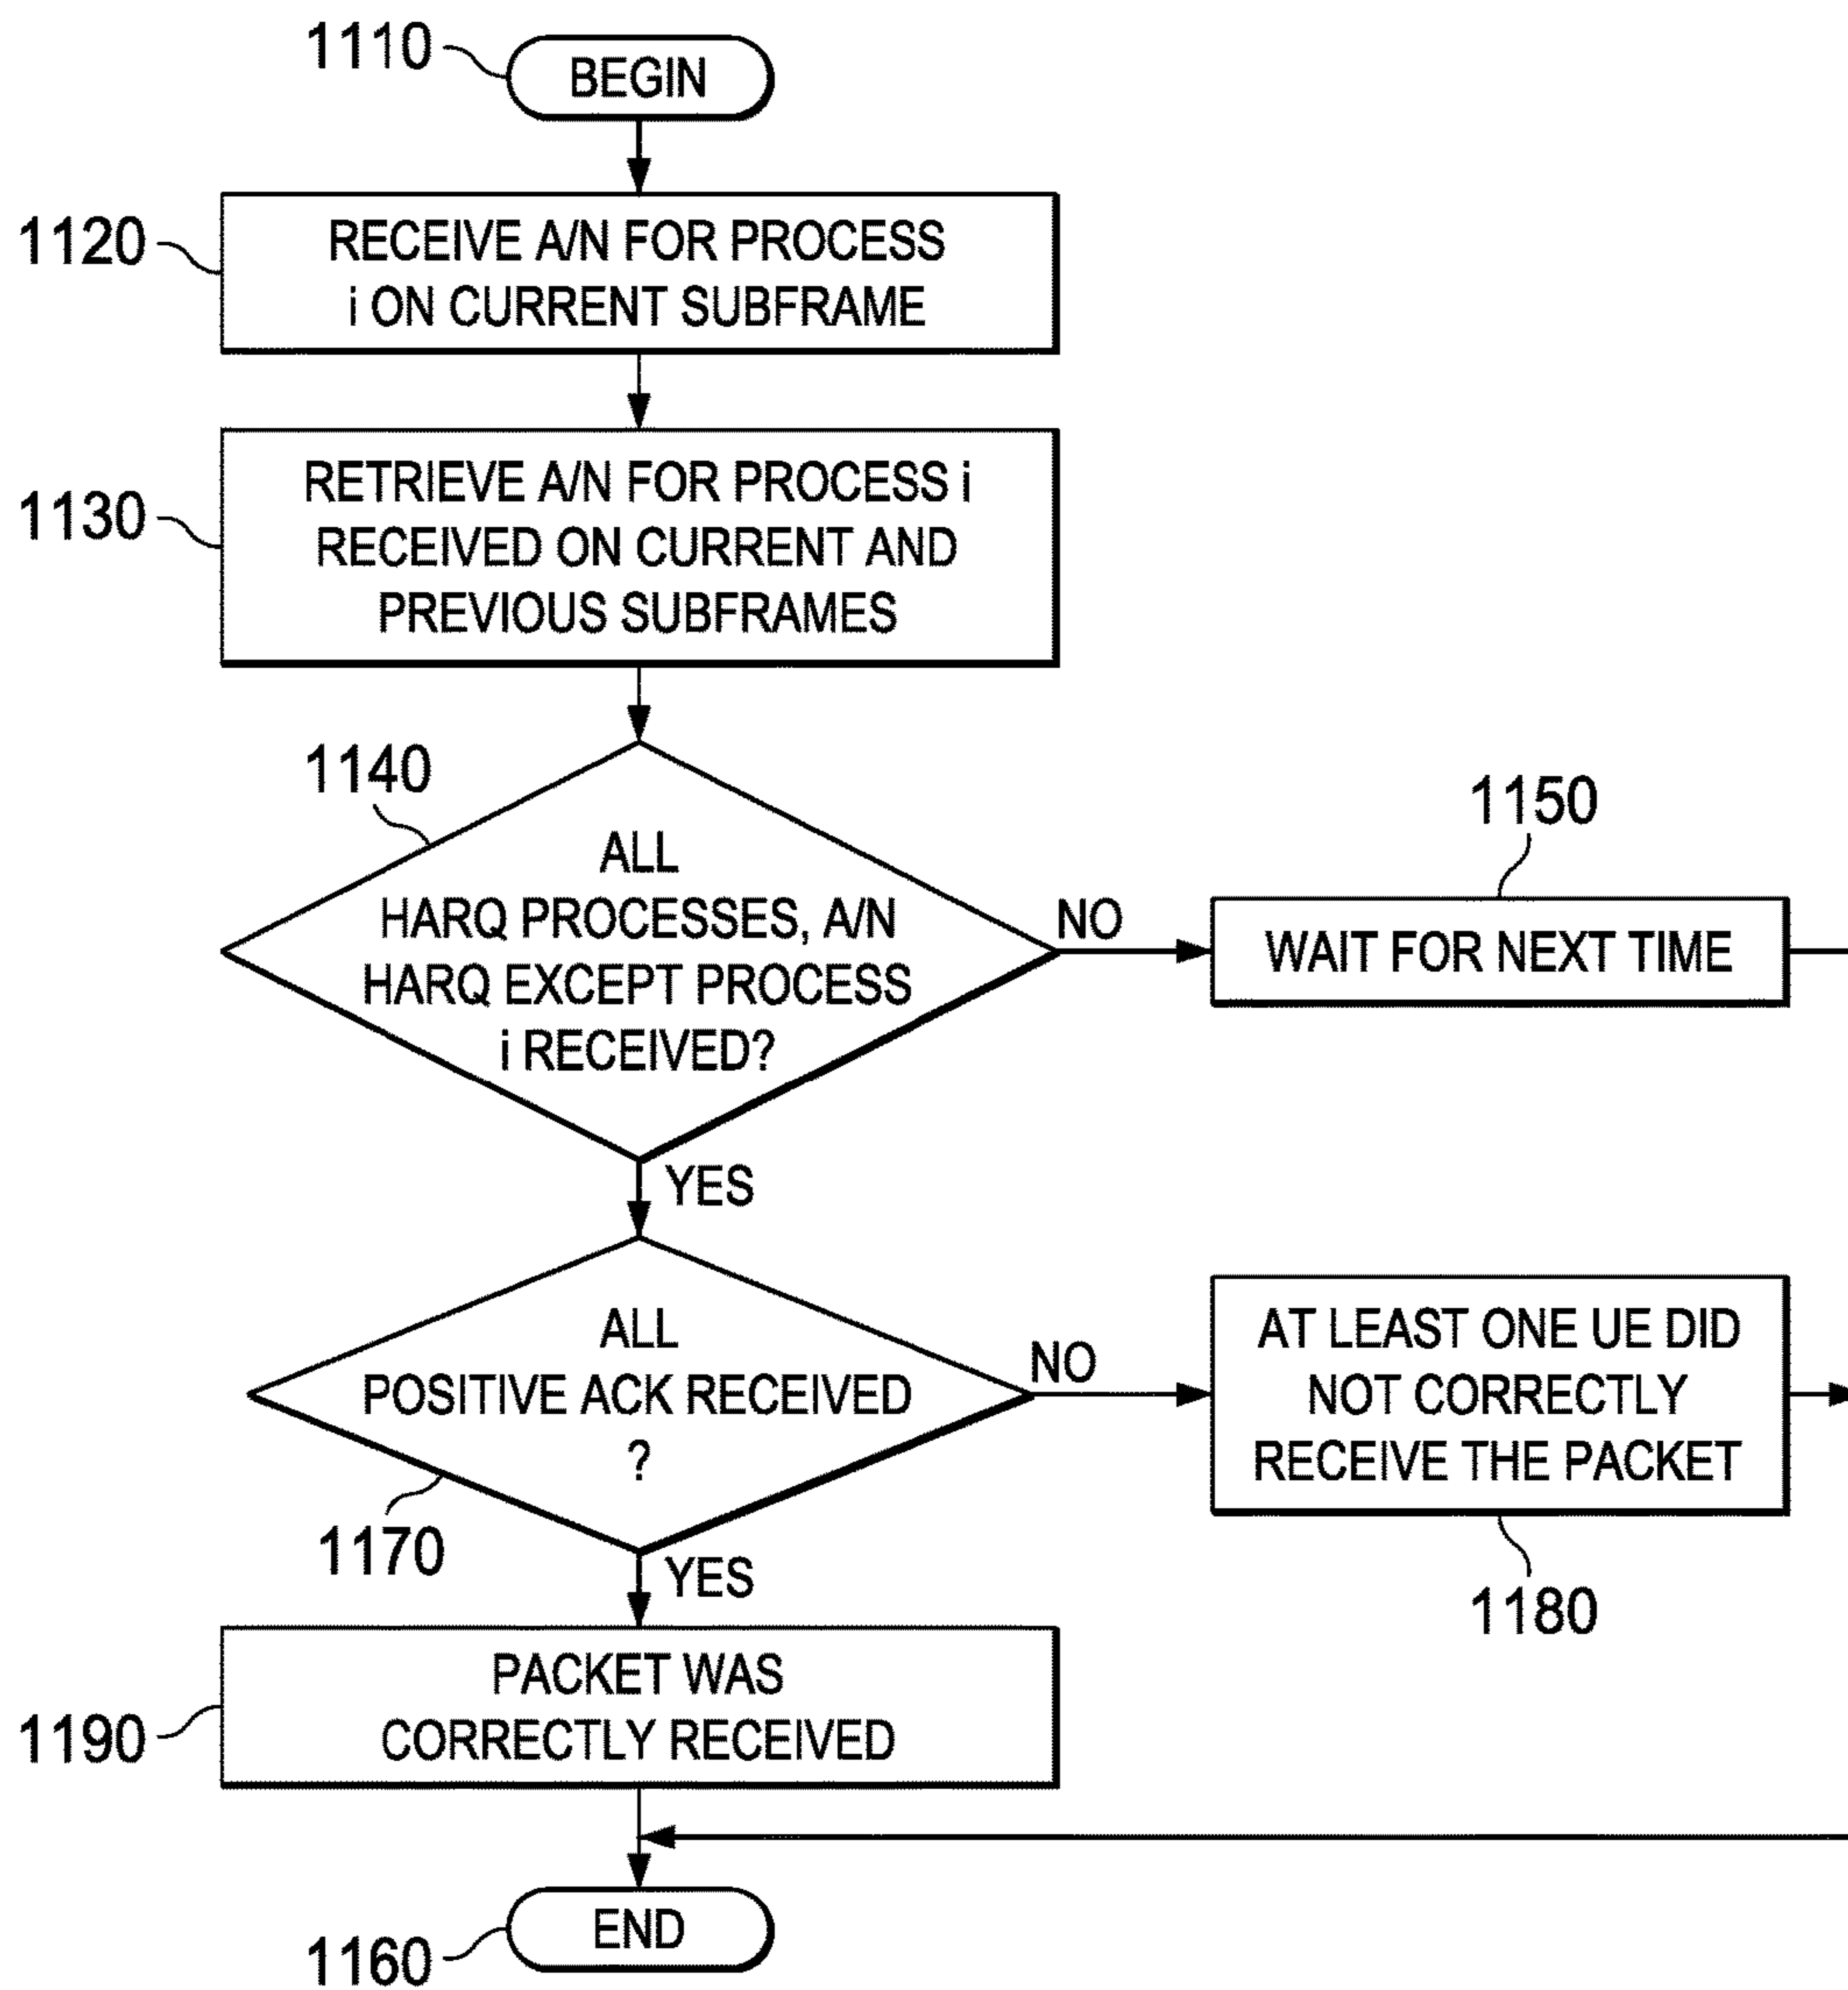 1110
BEGIN
1120
RECEIVE A/N FOR PROCESS
i ON CURRENT SUBFRAME
1130
RETRIEVE A/N FOR PROCESS i
RECEIVED ON CURRENT AND
PREVIOUS SUBFRAMES
1140
ALL
HARQ PROCESSES, A/N
HARQ EXCEPT PROCESS
i RECEIVED?
NO
1150
WAIT FOR NEXT TIME
YES
ALL
POSITIVE ACK RECEIVED
?
1170
NO
AT LEAST ONE UE DID
NOT CORRECTLY
RECEIVE THE PACKET
1180
YES
1190
PACKET WAS
CORRECTLY RECEIVED
END
1160